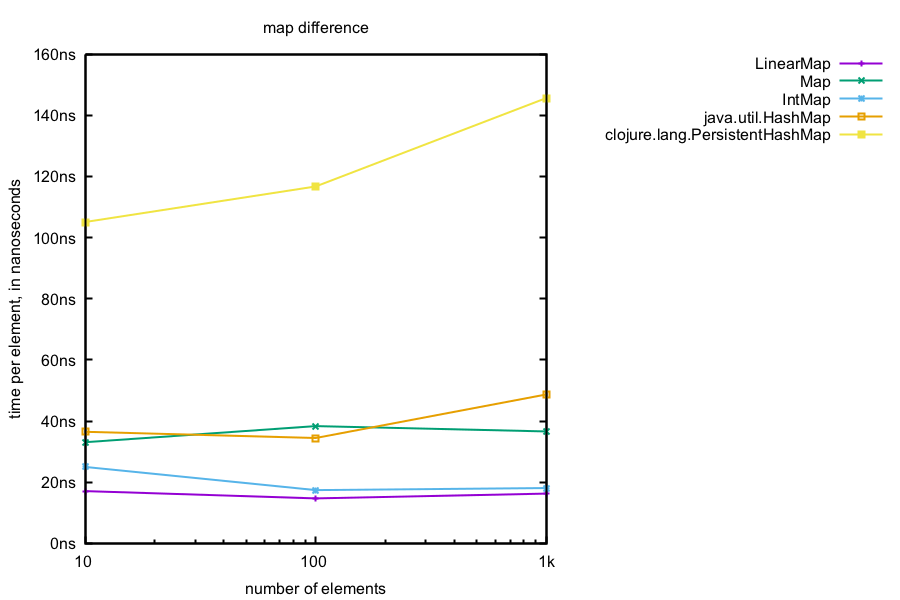 map difference
160ns
140ns
120ns
100ns
80ns
60ns
40ns
20ns
0ns
10
100
1k
time per element, in nanoseconds
number of elements
LinearMap
Map
IntMap
java.util.HashMap
clojure.lang.PersistentHashMap